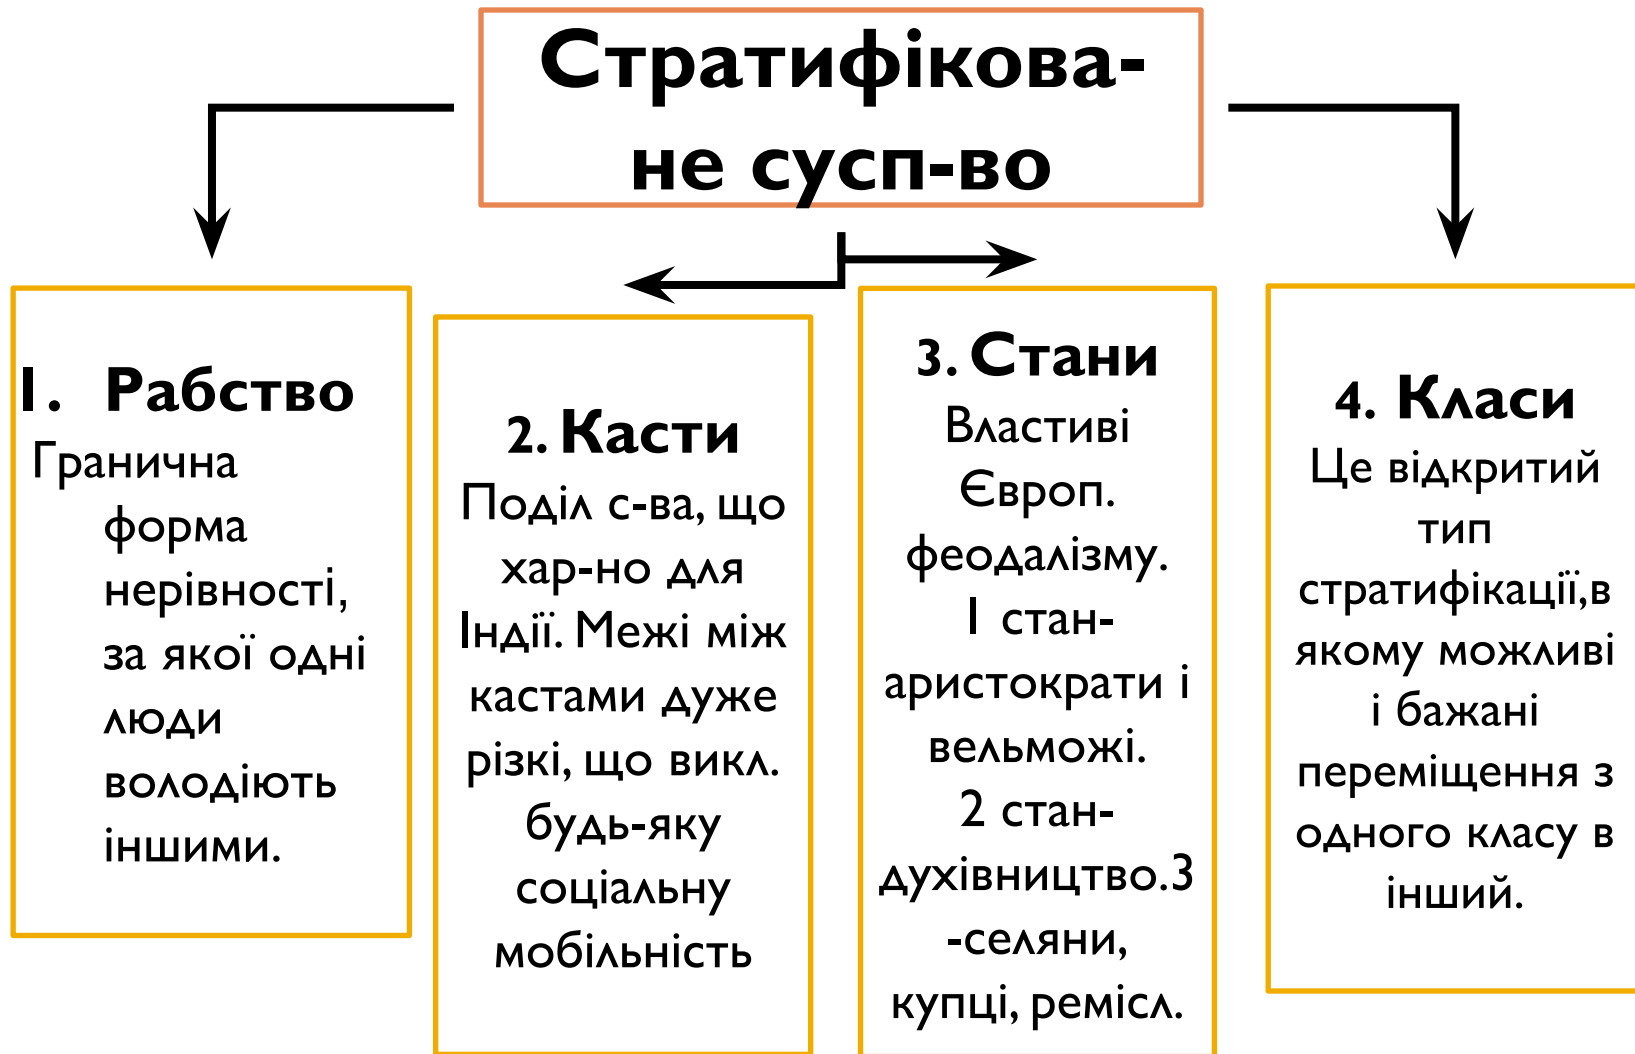 Стратифікова-
не сусп-во
1. Рабство
Гранична
форма
нерівності,
за якої одні
люди
володіють
іншими.
2. Касти
Поділ с-ва, що
хар-но для
Індії. Межі між
кастами дуже
різкі, що викл.
будь-яку
соціальну
мобільність
3. Стани
Властиві
Європ.
феодалізму.
1 стан-
аристократи і
вельможі.
2 стан-
духівництво.3
-селяни,
купці, ремісл.
4. Класи
Це відкритий
тип
стратифікації,в
якому можливі
і бажані
переміщення з
одного класу в
інший.